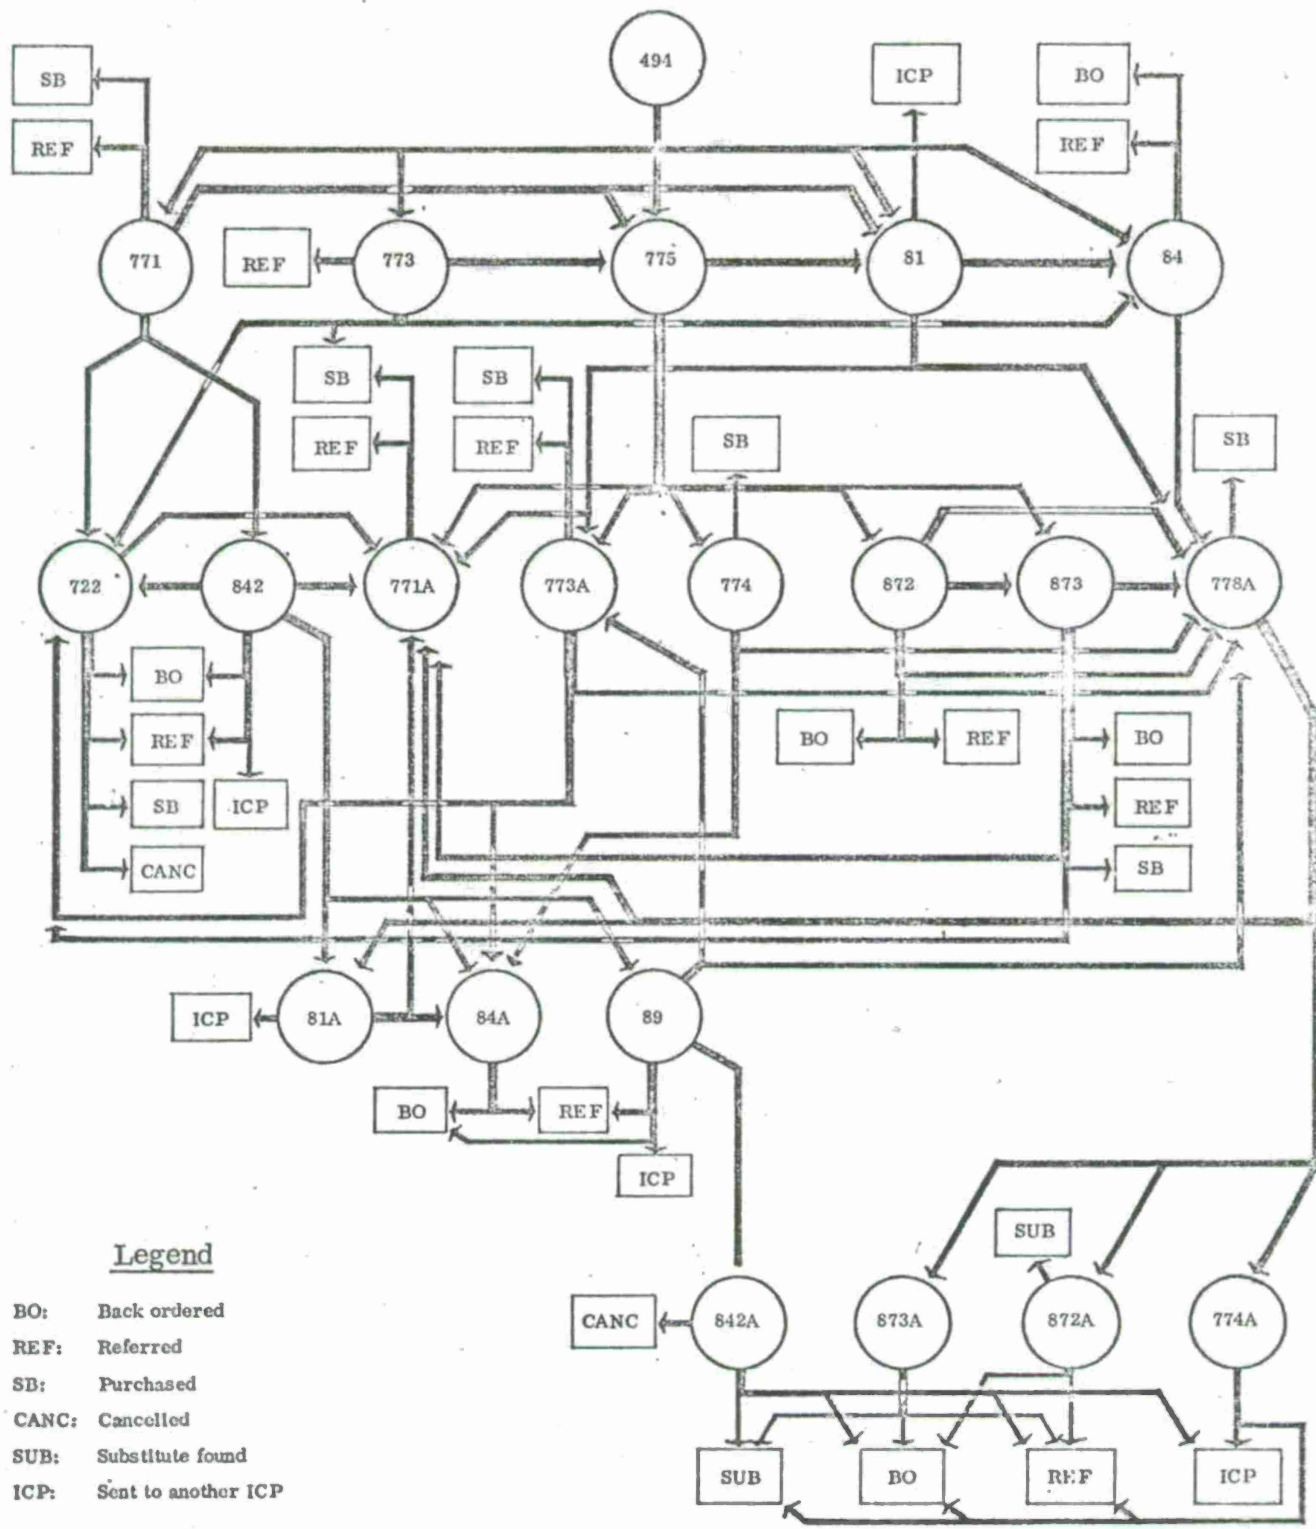 494
SB
ICP
BO
REF
REF
771
REF
773
775
81
84
SB
SB
SB
SB
REF
REF
722
842
771A
773A
774
872
873
778A
BO
REF
BO
REF
BO
SB
ICP
REF
CANC
SB
ICP
81A
84A
89
BO
REF
ICP
SUB
CANC
842A
873A
872A
774A
SUB
BO
REF
ICP
Legend
BO: Back ordered
REF: Referred
SB: Purchased
CANC: Cancelled
SUB: Substitute found
ICP: Sent to another ICP